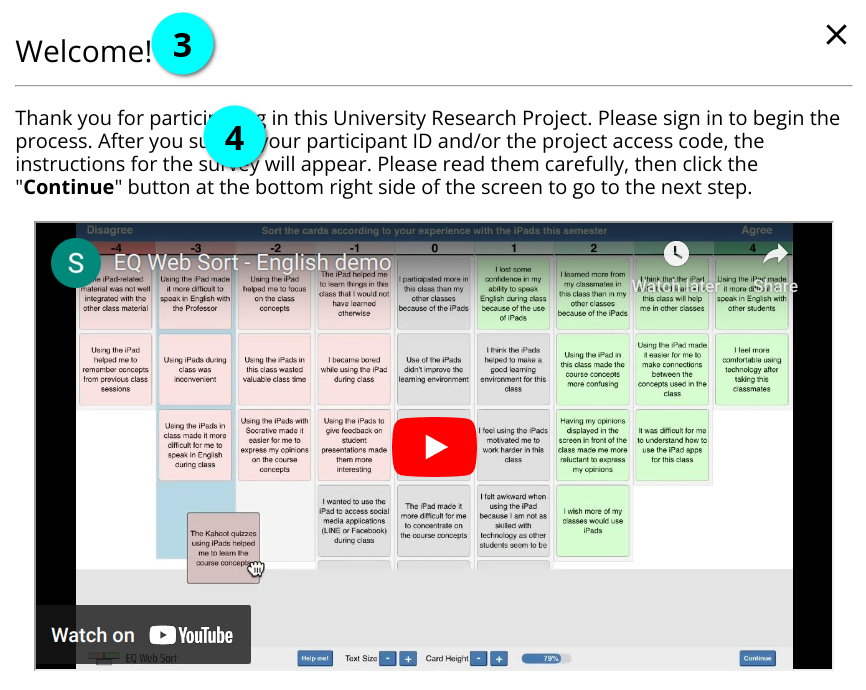 Welcome!
3
Thank you for particip g in this University Research Project. Please sign in to begin the
4
process. After you su your participant ID and/or the project access code, the
instructions for the survey will appear. Please read them carefully, then click the
"Continue" button at the bottom right side of the screen to go to the next step.
Disagree
Sort the cards according to your experience with the iPads this semester
Agree
-4
-3
-2
-1
0
1
2
4
S
EQ Web Sort - English demo
Watch later
Share
iPad-related
material was not well
integrated with the
other class material
Using the iPad made
it more difficult to
speak in English with
the Professor
Using the iPad
helped me to focus
on the class
concepts
The iPad helped me
to learn things in this
class that I would not
have learned
otherwise
I participated more in
this class than my
other classes
because of the iPads
I lost some
confidence in my
ability to speak
English during class
because of the use
of iPads
I learned more from
my classmates in
this class than in my
other classes
because of the iPads
I think that the iPad
this class will help
me in other classes
Using the iPad made
it more
speak in English with
other students
Using the iPad
helped me to
remember concepts
from previous class
sessions
Using iPads during
class was
inconvenient
Using the iPads in
this class wasted
valuable class time
I became bored
while using the iPad
during class
Use of the iPads
didn't improve the
learning environment
I think the iPads
helped to make a
good learning
environment for this
class
Using the iPad in
this class made the
course concepts
more confusing
Using the iPad made
it easier for me to
make connections
between the
concepts used in the
class
I feel more
comfortable using
technology after
taking this
classmates
Using the iPads in
class made it more
difficult for me to
speak in English
during class
Using the iPads with
Socrative made it
easier for me to
express my opinions
on the course
concepts
Using the iPads to
give feedback on
student
presentations made
them more
interesting
I feel using the iPads
motivated me to
work harder in this
class
Having my opinions
displayed in the
screen in front of the
class made me more
reluctant to express
my opinions
It was difficult for me
to understand how to
use the iPad apps
for this class
The Kahoot quizzes
using iPads helped
me to learn the
course concepts
I wanted to use the
iPad to access social
media applications
(LINE or Facebook)
during class
The iPad made it
more difficult for me
to concentrate on
the course concepts
I felt awkward when
using the iPad
because I am not as
skilled with
technology as other
students seem to be
I wish more of my
classes would use
iPads
Watch on YouTube
EQ Web Sort
Help me!
Text Size - +
Card Height - +
79%
Continue